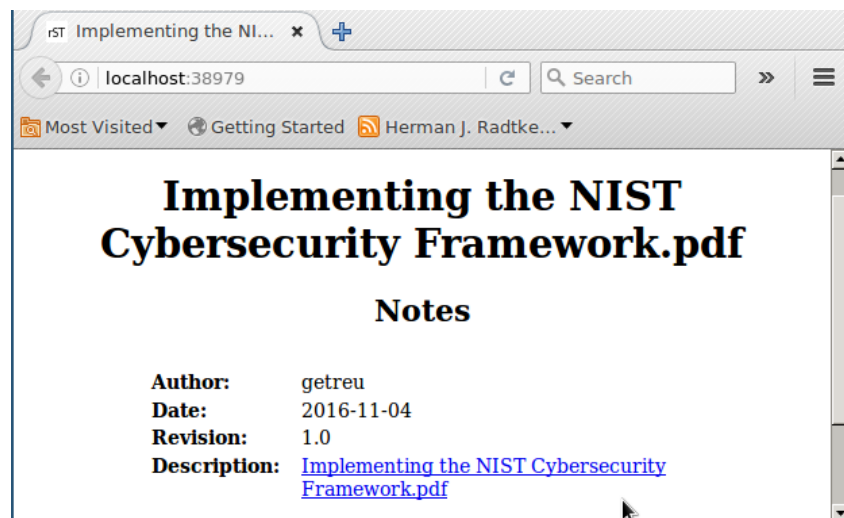 rST Implementing the NI...
localhost:38979 Search
Most Visited Getting Started Herman J. Radtke...
Implementing the NIST
Cybersecurity Framework.pdf
Notes
Author: getreu
Date: 2016-11-04
Revision: 1.0
Description: Implementing the NIST Cybersecurity
Framework.pdf